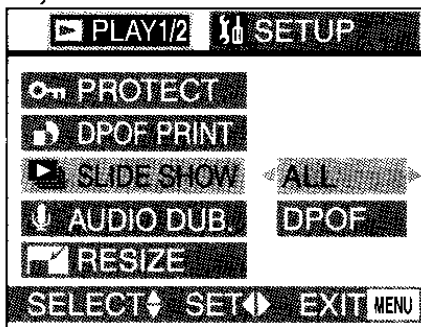 PLAY1/2 SETUP
PROTECT
DPOF PRINT
SLIDE SHOW ALL
AUDIO DUB. DPOF
RESIZE
SELECT SET EXIT MENU